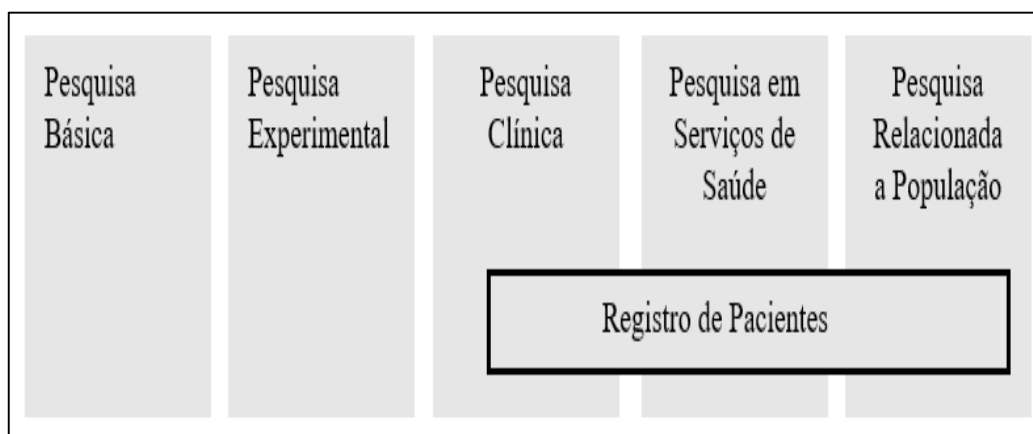 Pesquisa
Básica
Pesquisa
Experimental
Pesquisa
Clínica
Pesquisa em
Serviços de
Saúde
Pesquisa
Relacionada
a População
Registro de Pacientes